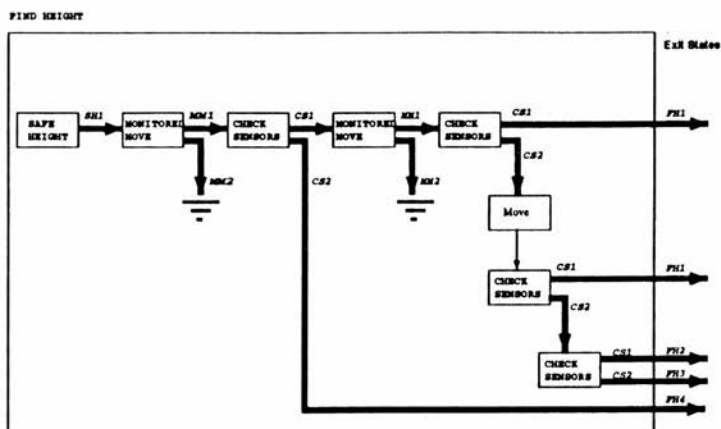 FIND HEIGHT
Exit States
SAFE HEIGHT
SH1
MONITORED MOVE
MM1
MM2
CHECK SENSORS
CS1
CS2
MONITORED MOVE
MM1
MM2
CHECK SENSORS
CS1
FH1
CS2
Move
CHECK SENSORS
CS1
FH1
CS2
CHECK SENSORS
CS1
FH2
CS2
FH3
FH4